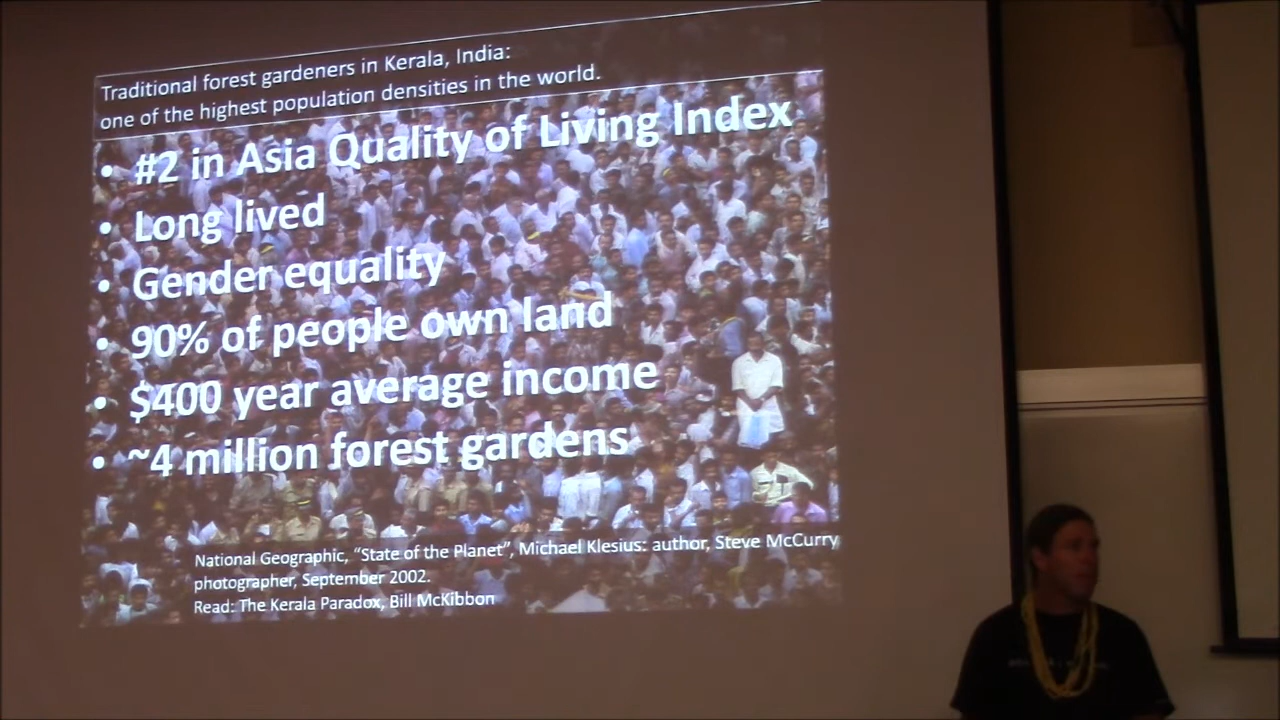 Traditional forest gardeners in Kerala, India:
one of the highest population densities in the world.
• #2 in Asia Quality of Living Index
• Long lived
• Gender equality
• 90% of people own land
• $400 year average income
• ~4 million forest gardens
National Geographic, “State of the Planet”, Michael Klesius: author, Steve McCurry
photographer, September 2002.
Read: The Kerala Paradox, Bill McKibbon